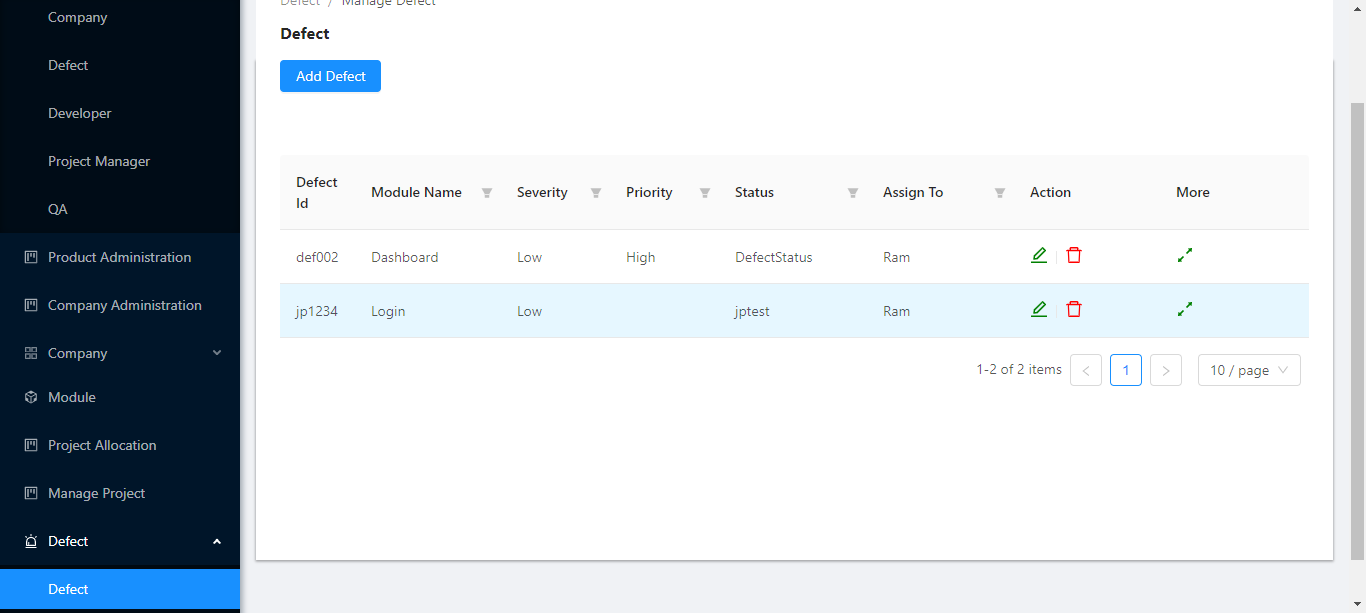 Company
Defect
Developer
Project Manager
QA
Product Administration
Company Administration
Company
Module
Project Allocation
Manage Project
Defect
Defect
Defect / Manage Defect
Defect
Add Defect
Defect Id Module Name Severity Priority Status Assign To Action More
def002 Dashboard Low High DefectStatus Ram
jp1234 Login Low jptest Ram
1-2 of 2 items 1 10 / page